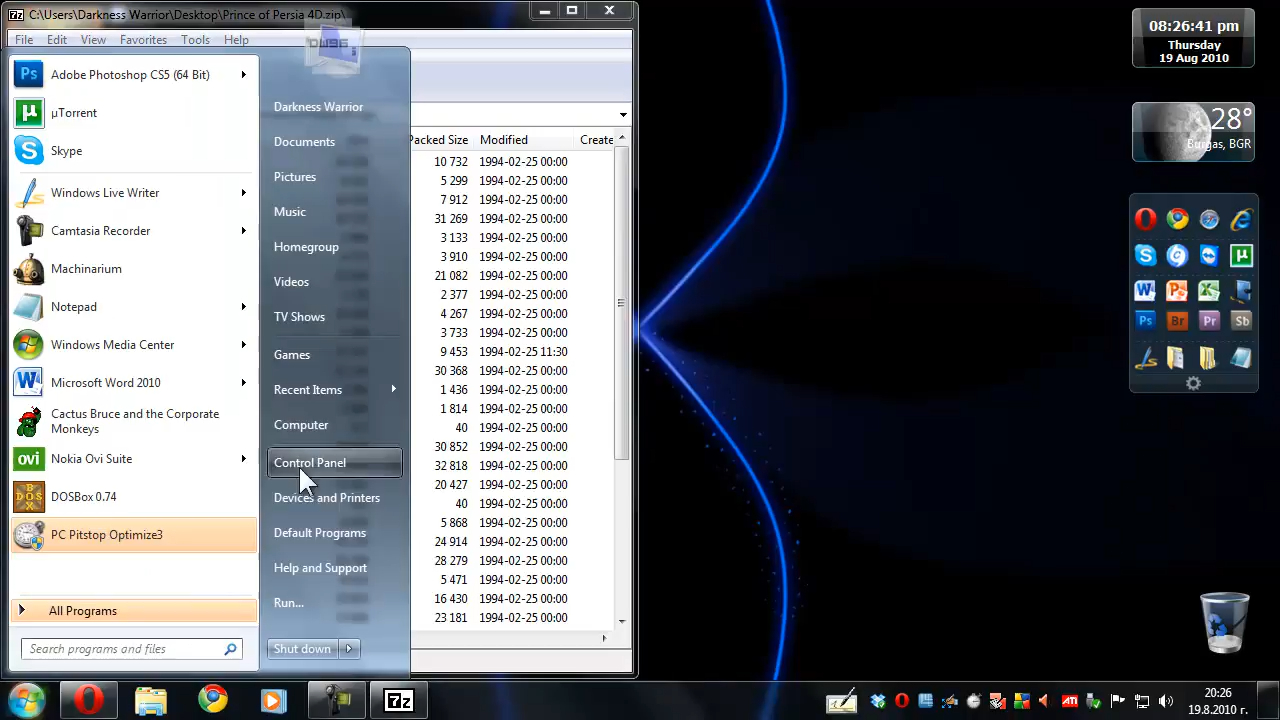 C:\Users\Darkness Warrior\Desktop\Prince of Persia 4D.zip\
File Edit View Favorites Tools Help
DW96
Ps Adobe Photoshop CS5 (64 Bit)
µ µTorrent
Skype
Windows Live Writer
Camtasia Recorder
Machinarium
Notepad
Windows Media Center
W Microsoft Word 2010
Cactus Bruce and the Corporate
Monkeys
ovi Nokia Ovi Suite
DOS BOX DOSBox 0.74
PC Pitstop Optimize3
All Programs
Search programs and files
Darkness Warrior
Documents
Pictures
Music
Homegroup
Videos
TV Shows
Games
Recent Items
Computer
Control Panel
Devices and Printers
Default Programs
Help and Support
Run...
Shut down
Packed Size Modified Create
10 732 1994-02-25 00:00
5 299 1994-02-25 00:00
7 912 1994-02-25 00:00
31 269 1994-02-25 00:00
3 133 1994-02-25 00:00
3 910 1994-02-25 00:00
21 082 1994-02-25 00:00
2 377 1994-02-25 00:00
4 267 1994-02-25 00:00
3 733 1994-02-25 00:00
9 453 1994-02-25 11:30
30 368 1994-02-25 00:00
1 436 1994-02-25 00:00
1 814 1994-02-25 00:00
40 1994-02-25 00:00
30 852 1994-02-25 00:00
32 818 1994-02-25 00:00
20 427 1994-02-25 00:00
40 1994-02-25 00:00
5 868 1994-02-25 00:00
24 914 1994-02-25 00:00
28 279 1994-02-25 00:00
5 471 1994-02-25 00:00
16 430 1994-02-25 00:00
23 181 1994-02-25 00:00
08:26:41 pm
Thursday
19 Aug 2010
28°
Burgas, BGR
Ps Br Pr Sb
7z
ATI
20:26
19.8.2010 г.